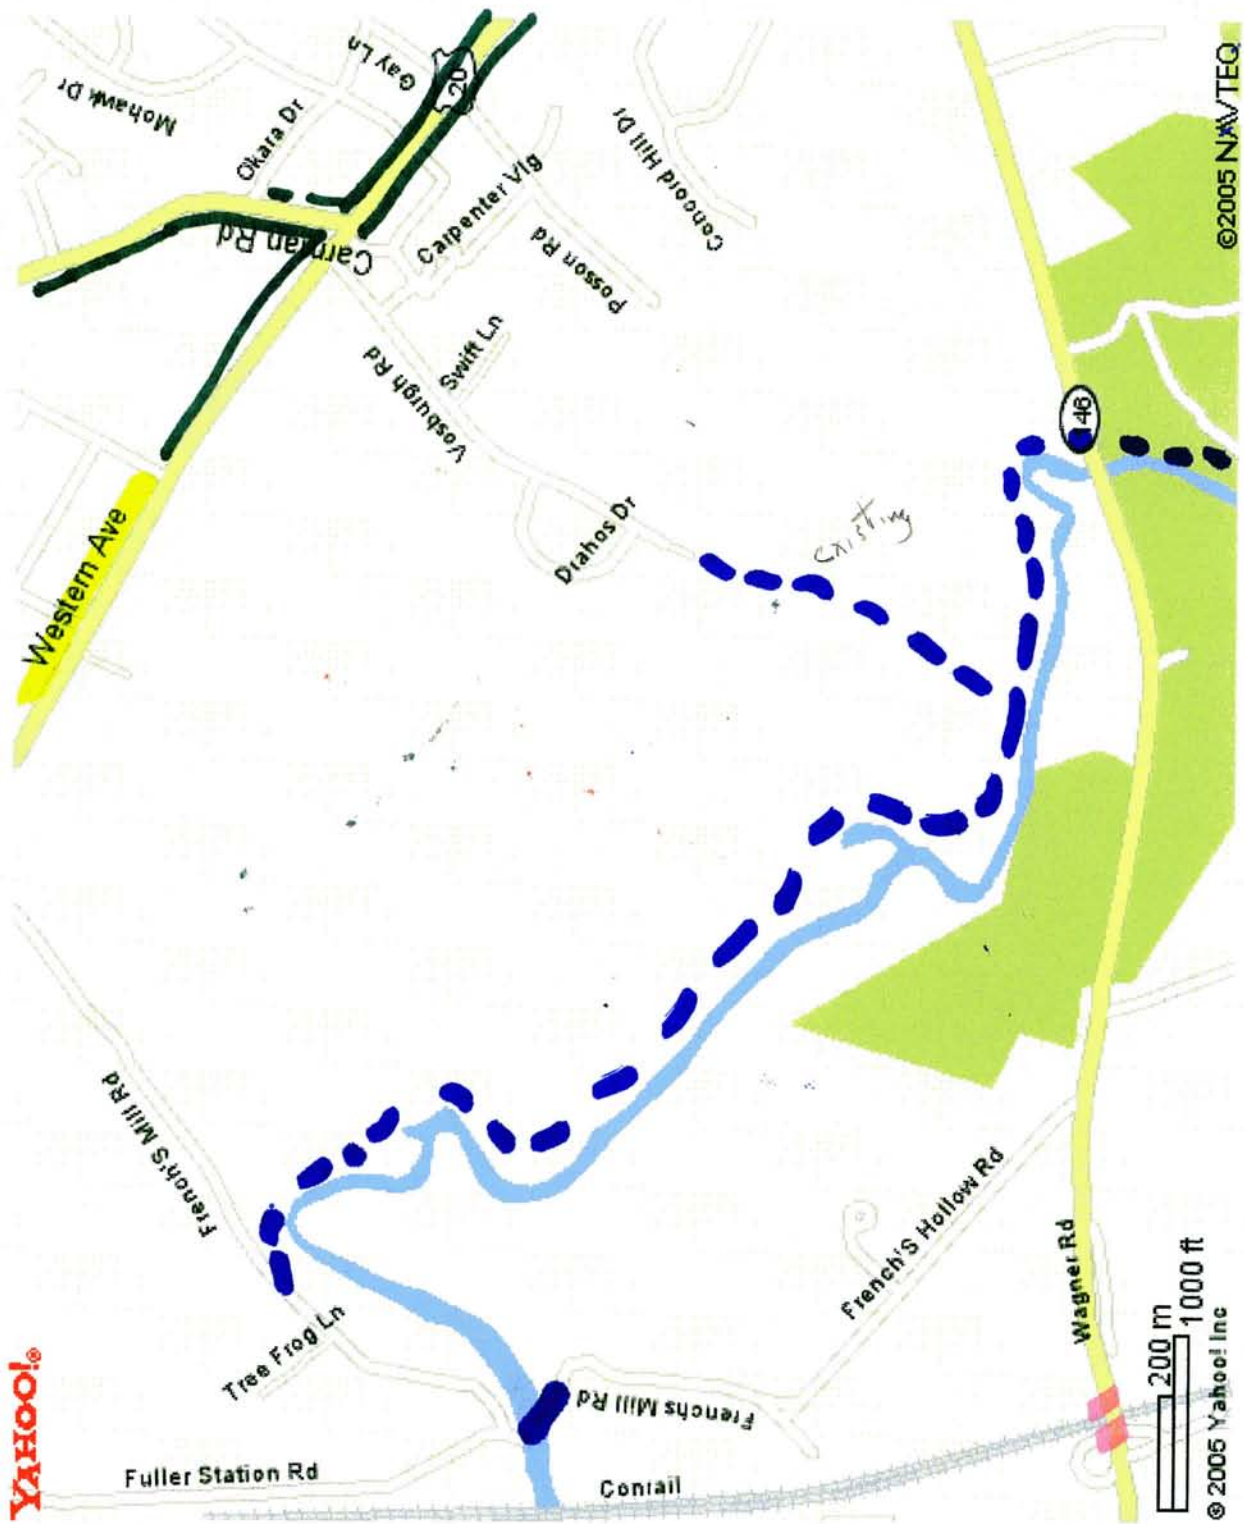 YAHOO!®
Fuller Station Rd
Tree Frog Ln
French'S Mill Rd
Frenchs Mill Rd
Conrail
French'S Hollow Rd
Wagner Rd
200 m
1000 ft
© 2005 Yahoo! Inc
Western Ave
Drahos Dr
existing
Vosburgh Rd
Swift Ln
Posson Rd
Carpenter Vlg
Concord Hill Dr
Carman Rd
Okara Dr
Mohawk Dr
Gay Ln
20
146
©2005 NAVTEQ